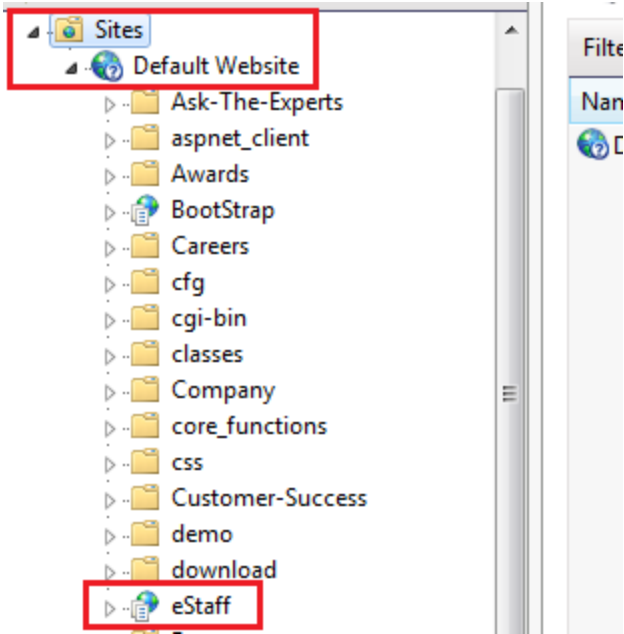 Sites
Filte
Default Website
Nan
Ask-The-Experts
aspnet_client
Awards
BootStrap
Careers
cfg
cgi-bin
classes
Company
core_functions
css
Customer-Success
demo
download
eStaff